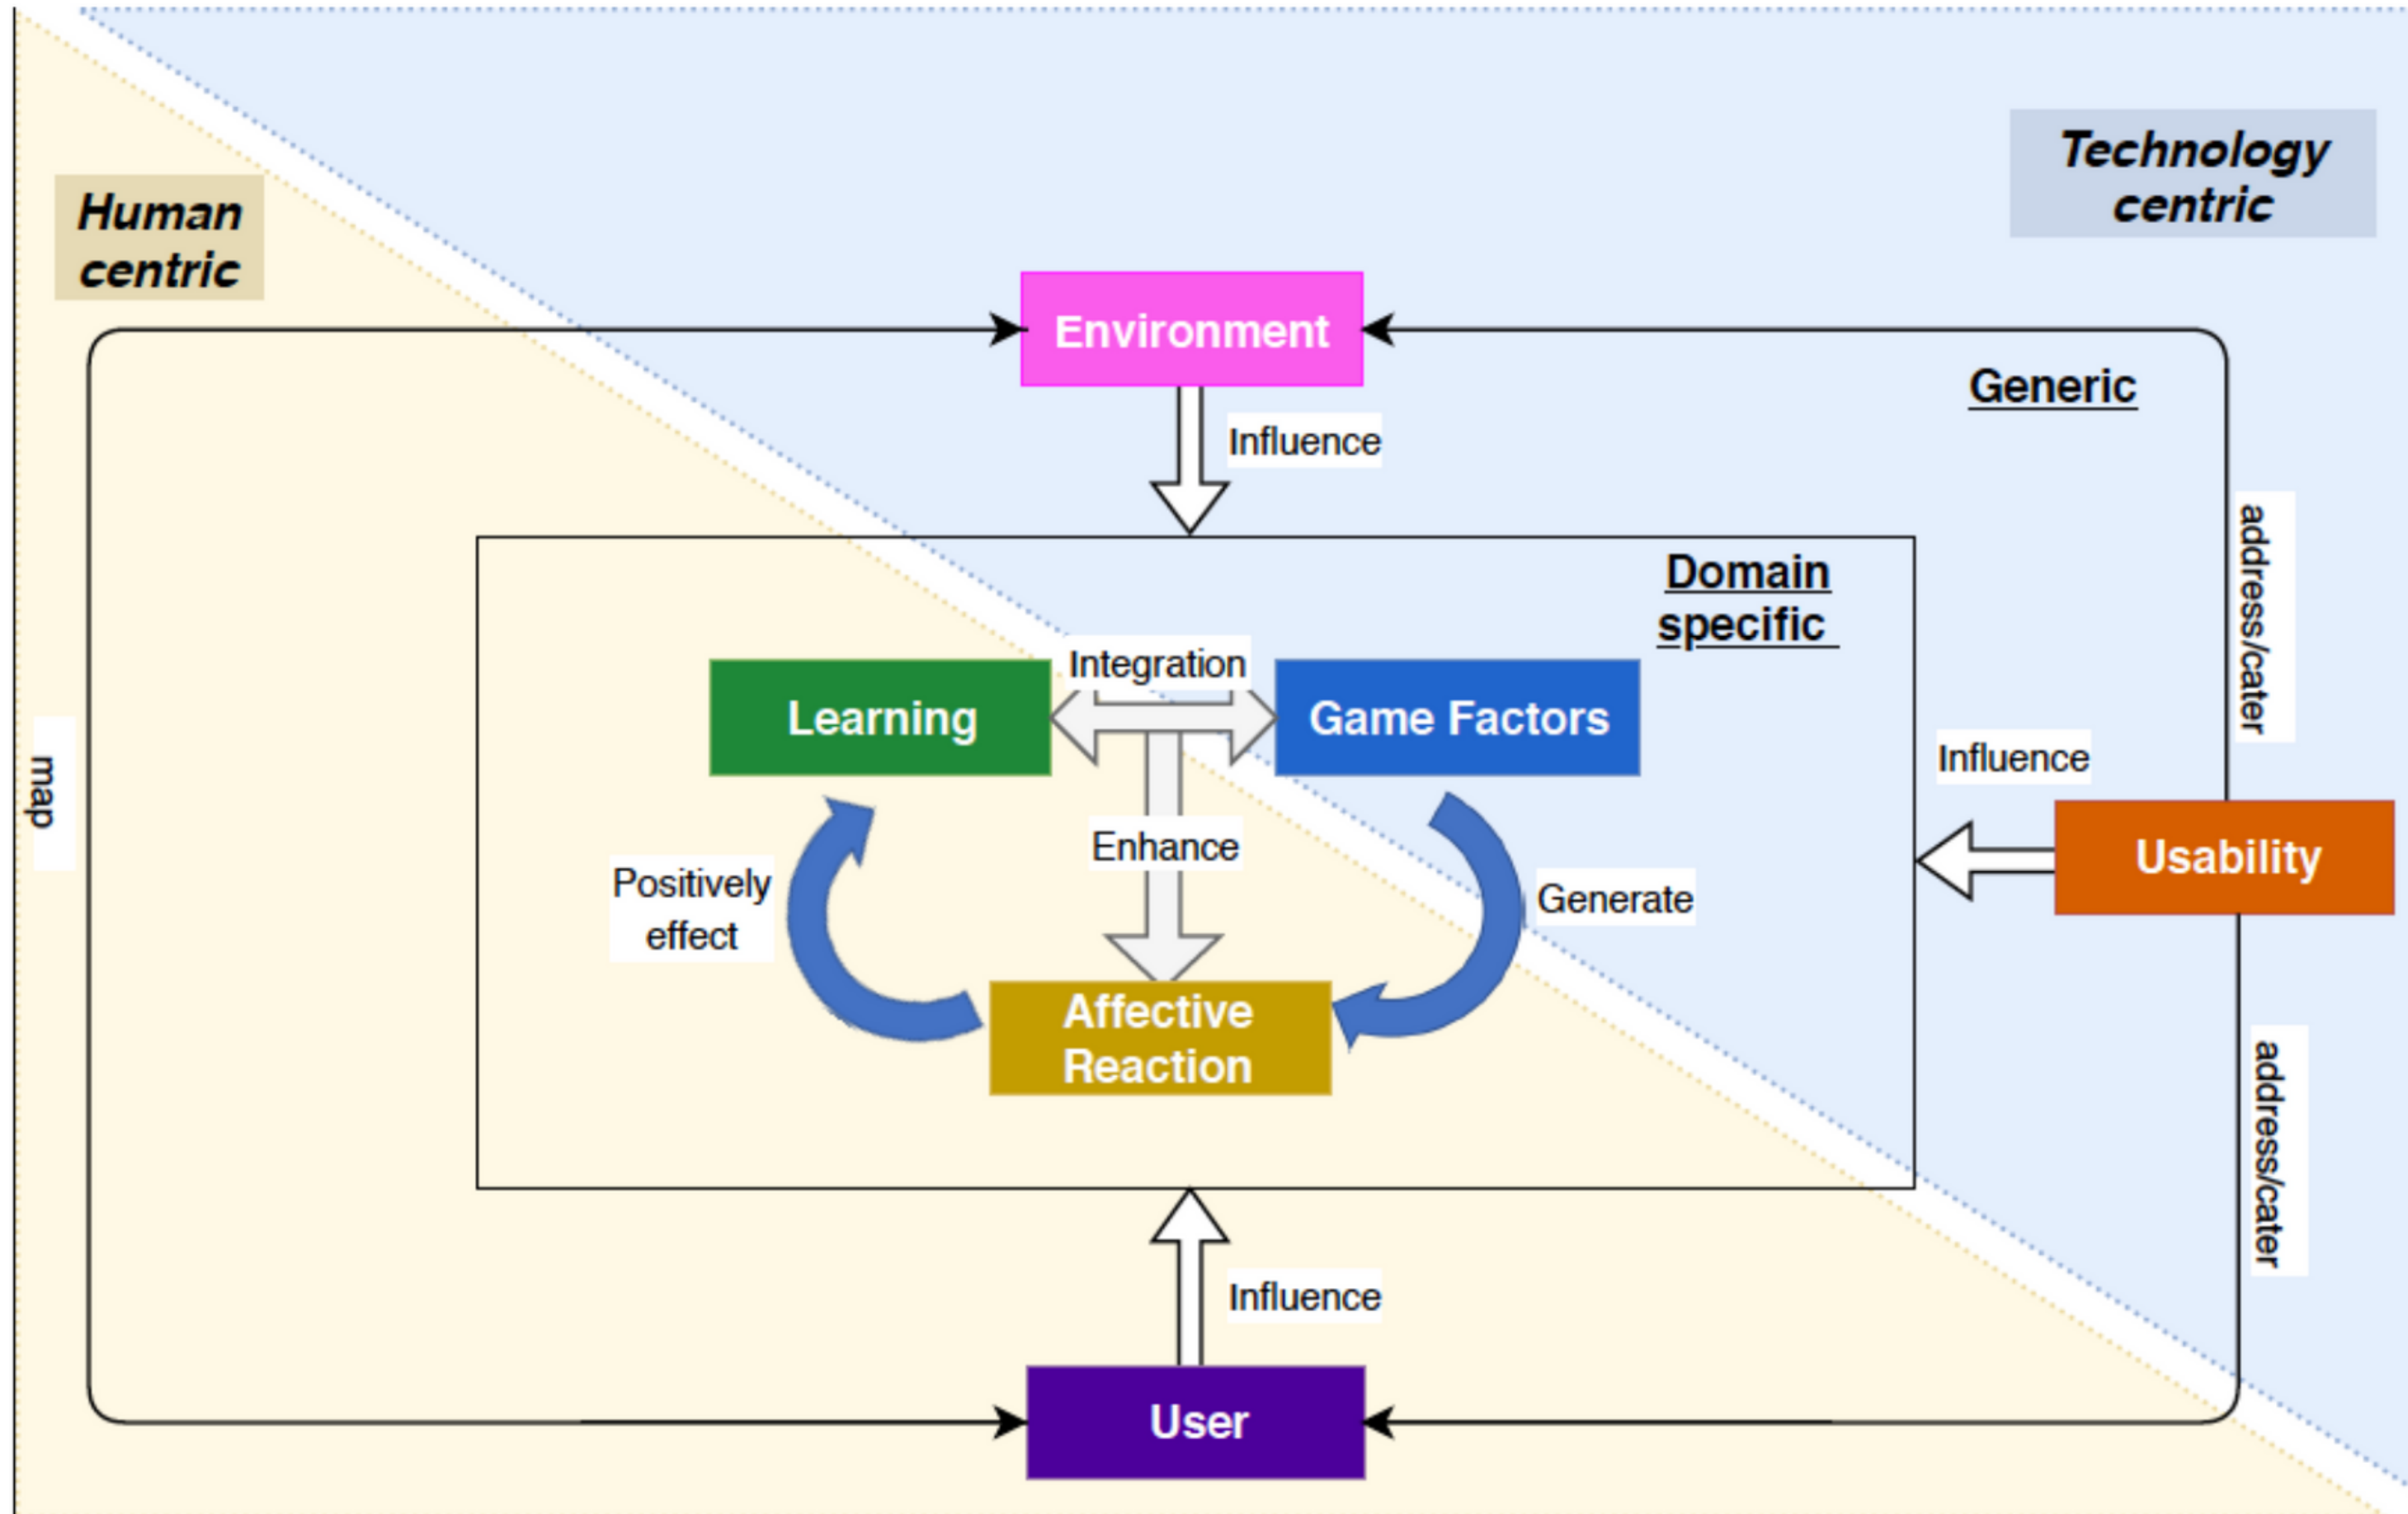 Technology
centric
Human
centric
Environment
Generic
Influence
address/cater
Domain
specific
Integration
Learning
Game Factors
Influence
map
Enhance
Usability
Positively
effect
Generate
Affective
Reaction
address/cater
Influence
User